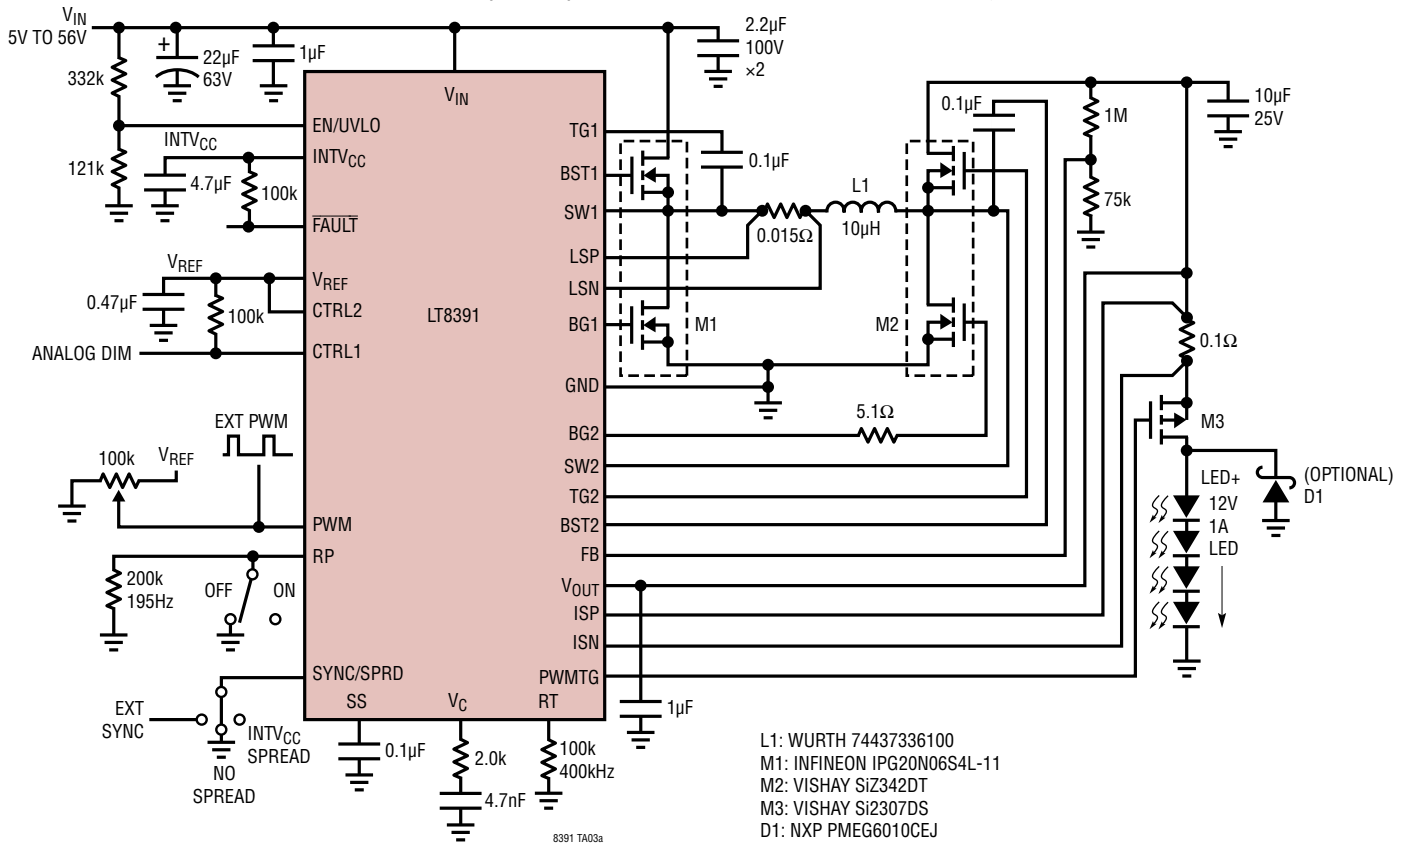 VIN
5V TO 56V
332k
+
22µF
63V
1µF
2.2µF
100V
×2
VIN
EN/UVLO
INTVCC
INTVCC
121k
4.7µF
100k
FAULT
VREF
VREF
0.47µF
100k
CTRL2
ANALOG DIM
CTRL1
LT8391
TG1
BST1
SW1
LSP
LSN
BG1
GND
BG2
SW2
TG2
BST2
FB
VOUT
ISP
ISN
PWMTG
0.1µF
0.015Ω
L1
10µH
M1
M2
0.1µF
5.1Ω
1M
75k
10µF
25V
0.1Ω
M3
LED+
12V
1A
LED
(OPTIONAL)
D1
EXT PWM
100k
VREF
PWM
RP
200k
195Hz
OFF
ON
SYNC/SPRD
EXT
SYNC
INTVCC
SPREAD
NO
SPREAD
SS
VC
RT
0.1µF
2.0k
4.7nF
100k
400kHz
1µF
L1: WURTH 74437336100
M1: INFINEON IPG20N06S4L-11
M2: VISHAY SiZ342DT
M3: VISHAY Si2307DS
D1: NXP PMEG6010CEJ
8391 TA03a